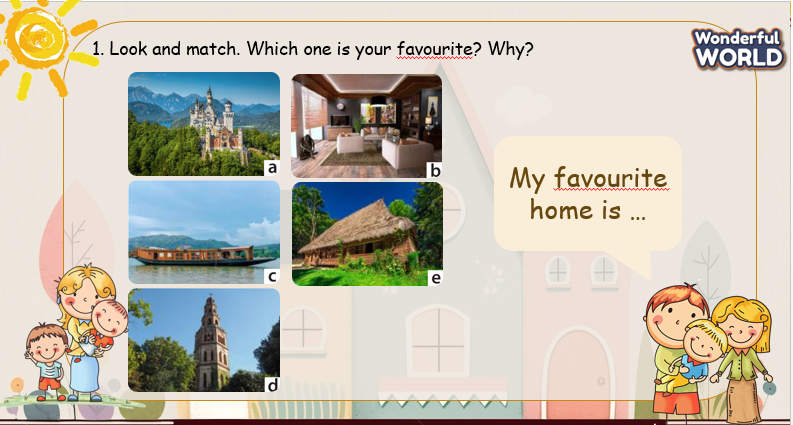 1. Look and match. Which one is your favourite? Why?
Wonderful
WORLD
a
b
My favourite
home is ...
c
e
d